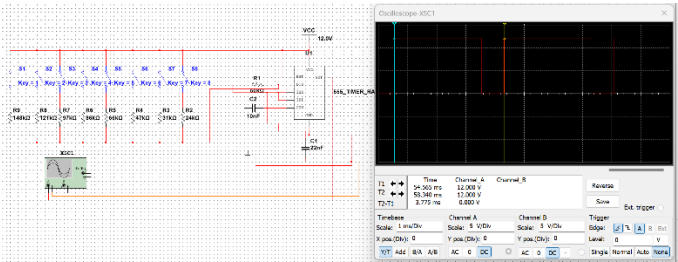 Oscilloscope-XSC1
VCC
12.0V
U1
S1 S2 S3 S4 S5 S6 S7 S8
Key = 1 Key = 2 Key = 3 Key = 4 Key = 5 Key = 6 Key = 7 Key = 8
R1
C2
10nF
555_TIMER_RA
R9 R8 R7 R6 R5 R4 R3 R2
148kΩ 121kΩ 97kΩ 86kΩ 66kΩ 47kΩ 31kΩ 24kΩ
C1
22nF
XSC1
Time Channel_A Channel_B
T1 54.565 ms 12.000 V
T2 58.340 ms 12.000 V
T2-T1 3.775 ms 0.000 V
Reverse
Save
Ext. trigger
Timebase
Scale: 1 ms/Div
X pos.(Div): 0
Y/T Add B/A A/B
Channel A
Scale: 5 V/Div
Y pos.(Div): 0
AC 0 DC
Channel B
Scale: 5 V/Div
Y pos.(Div): 0
AC 0 DC -
Trigger
Edge: A B Ext
Level: 0 V
Single Normal Auto None